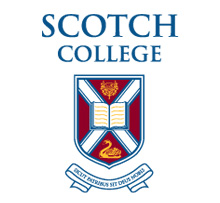 SCOTCH
COLLEGE
SICUT PATRIBUS SIT DEUS NOBIS